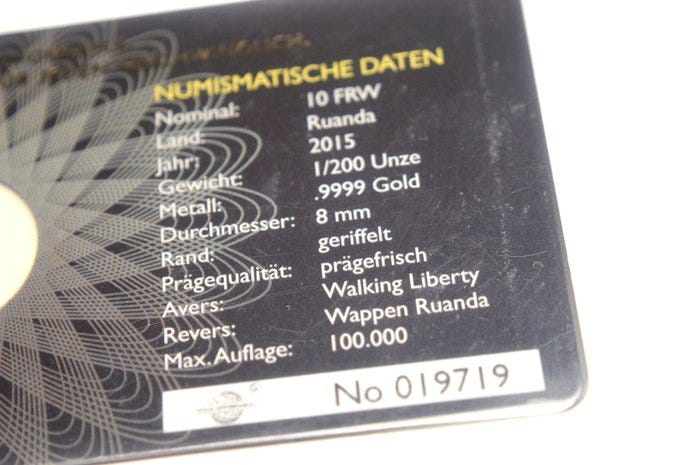 NUMISMATISCHE DATEN
Nominal: 10 FRW
Land: Ruanda
Jahr: 2015
Gewicht: 1/200 Unze
Metall: .9999 Gold
Durchmesser: 8 mm
Rand: geriffelt
Prägequalität: prägefrisch
Avers: Walking Liberty
Revers: Wappen Ruanda
Max. Auflage: 100.000
No 019719